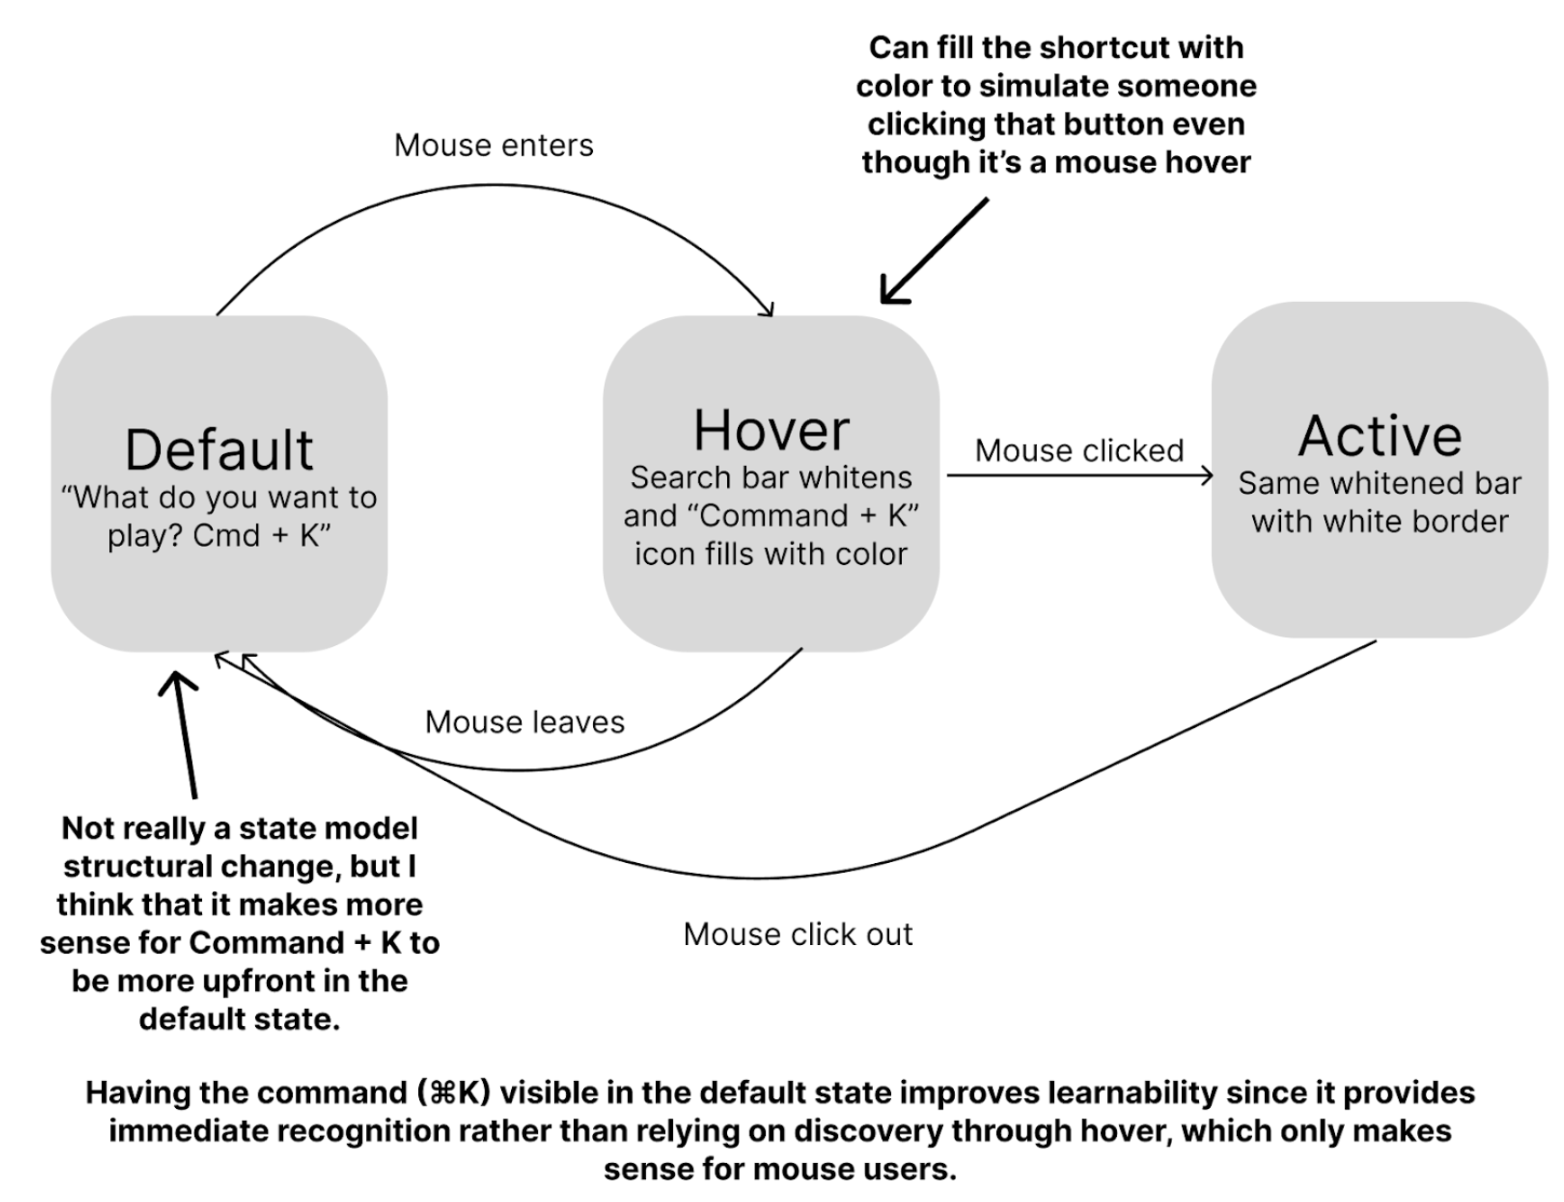 Can fill the shortcut with
color to simulate someone
clicking that button even
though it’s a mouse hover
Mouse enters
Default
“What do you want to
play? Cmd + K”
Hover
Search bar whitens
and “Command + K”
icon fills with color
Mouse clicked
Active
Same whitened bar
with white border
Mouse leaves
Mouse click out
Not really a state model
structural change, but I
think that it makes more
sense for Command + K to
be more upfront in the
default state.
Having the command (⌘K) visible in the default state improves learnability since it provides
immediate recognition rather than relying on discovery through hover, which only makes
sense for mouse users.